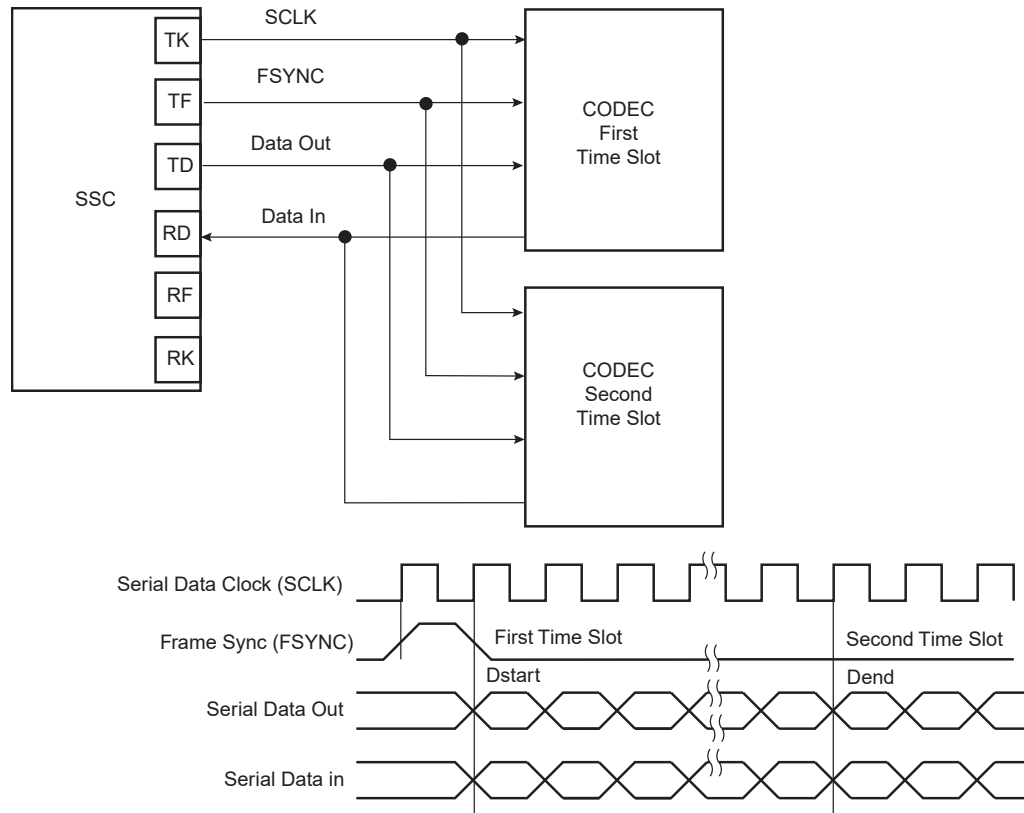 SSC
TK
TF
TD
RD
RF
RK
SCLK
FSYNC
Data Out
Data In
CODEC
First
Time Slot
CODEC
Second
Time Slot
Serial Data Clock (SCLK)
Frame Sync (FSYNC)
First Time Slot
Second Time Slot
Dstart
Dend
Serial Data Out
Serial Data in